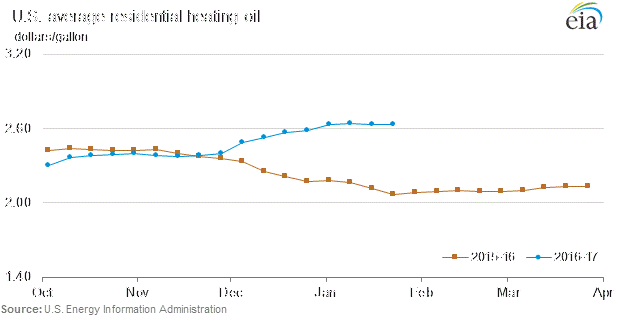 U.S. average residential heating oil
eia
dollars/gallon
3.20
2.60
2.00
1.40
2015-16 2016-17
Oct Nov Dec Jan Feb Mar Apr
Source: U.S. Energy Information Administration